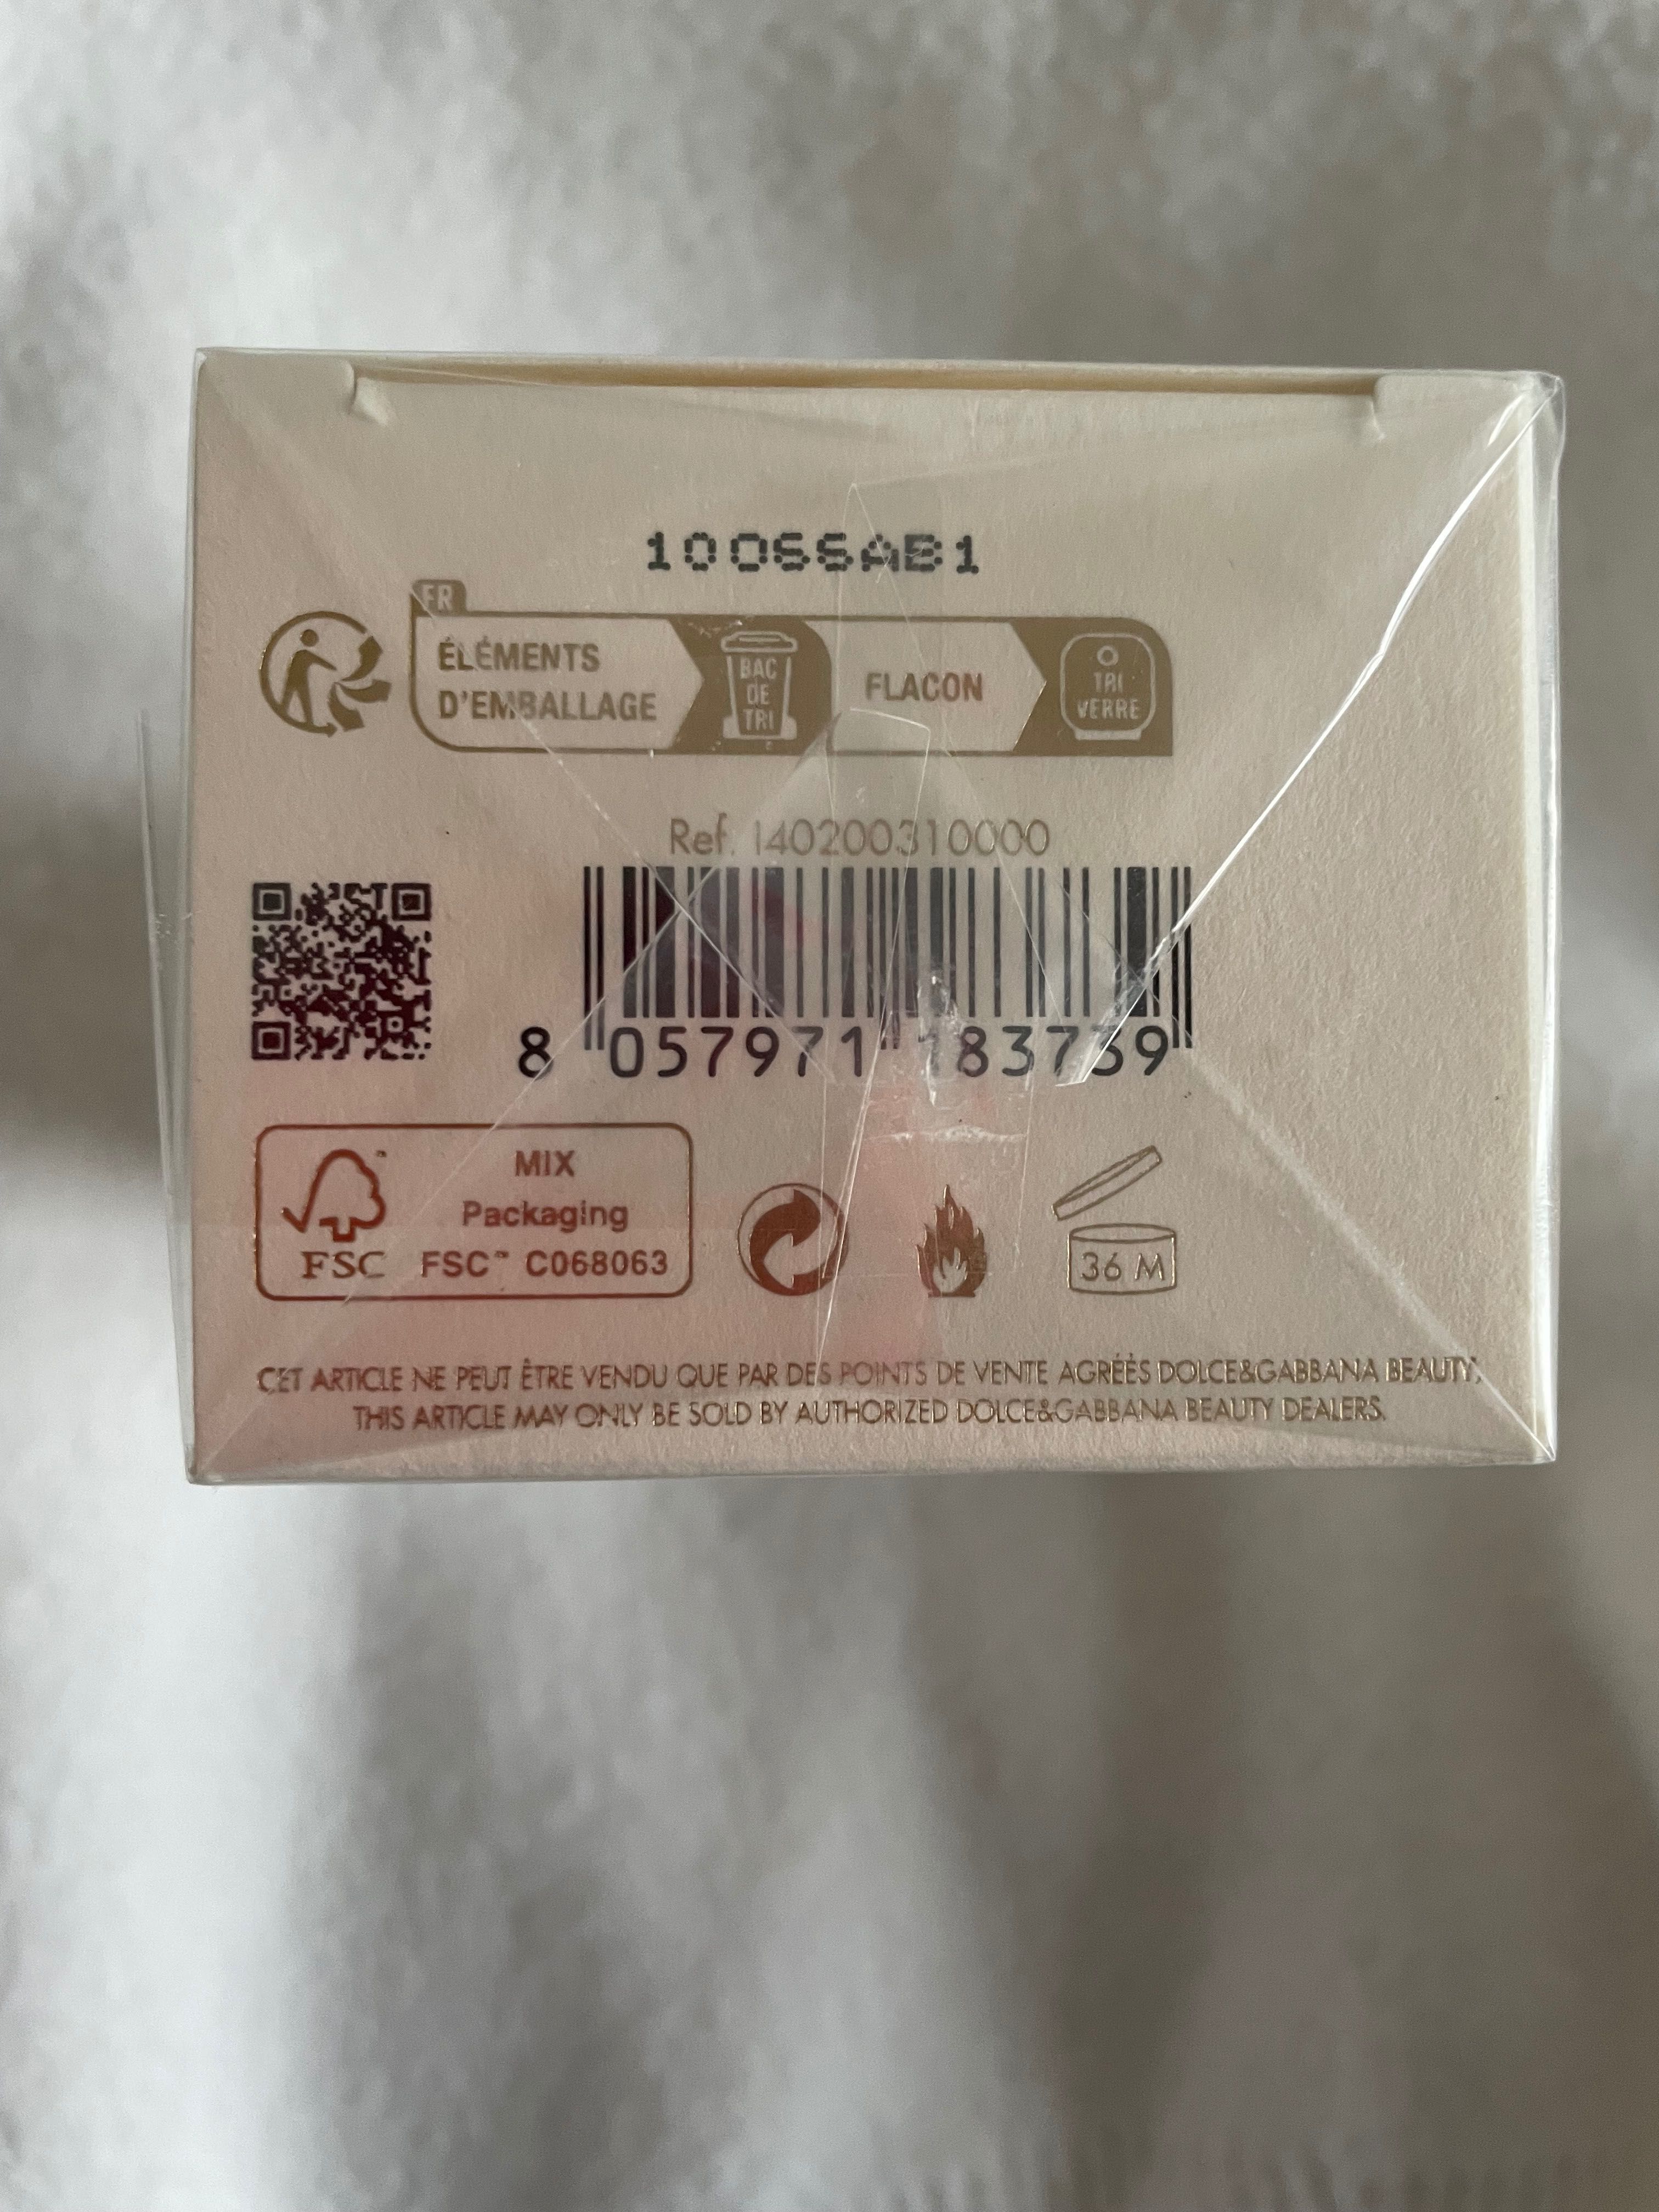 10066AB1
FR
ÉLÉMENTS
D'EMBALLAGE
BAC
DE
TRI
FLACON
TRI
VERRE
Ref. I40200310000
8 057971 183739
MIX
Packaging
FSC™ C068063
FSC
36 M
CET ARTICLE NE PEUT ÊTRE VENDU QUE PAR DES POINTS DE VENTE AGRÉÉS DOLCE&GABBANA BEAUTY,
THIS ARTICLE MAY ONLY BE SOLD BY AUTHORIZED DOLCE&GABBANA BEAUTY DEALERS.